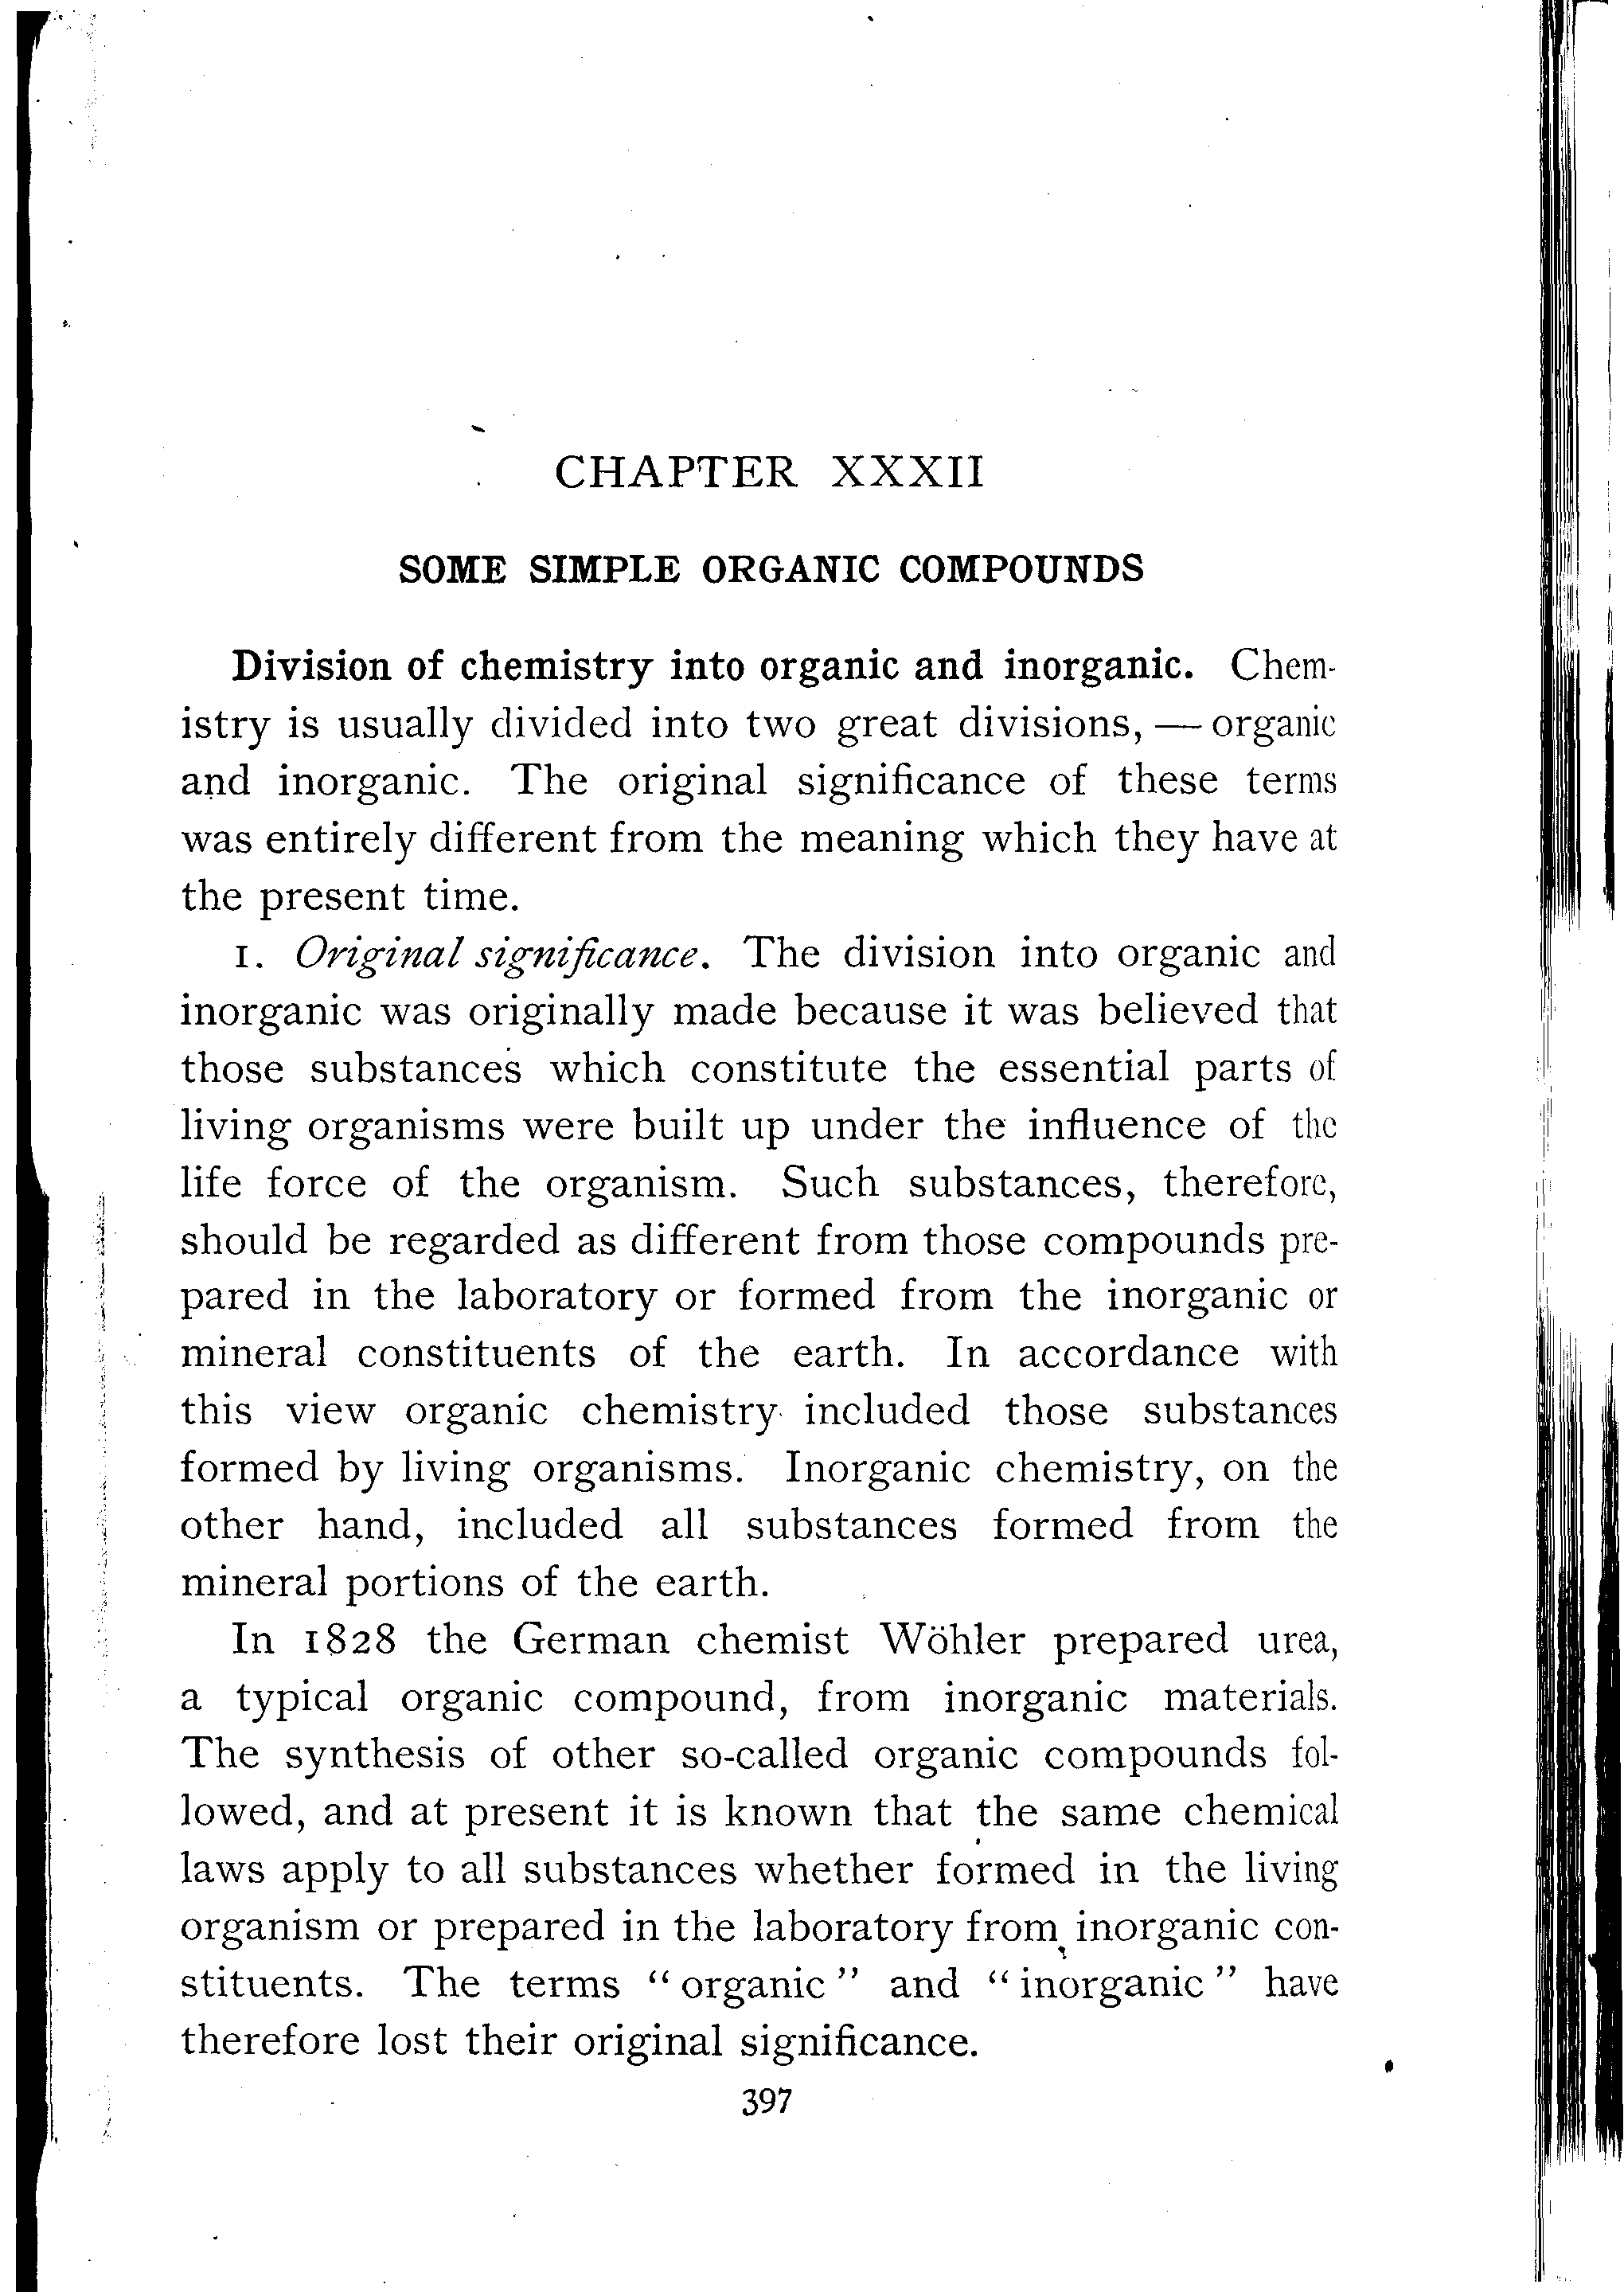 CHAPTER XXXII
SOME SIMPLE ORGANIC COMPOUNDS
Division of chemistry into organic and inorganic. Chem-
istry is usually divided into two great divisions, — organic
and inorganic. The original significance of these terms
was entirely different from the meaning which they have at
the present time.
1. Original significance. The division into organic and
inorganic was originally made because it was believed that
those substances which constitute the essential parts of
living organisms were built up under the influence of the
life force of the organism. Such substances, therefore,
should be regarded as different from those compounds pre-
pared in the laboratory or formed from the inorganic or
mineral constituents of the earth. In accordance with
this view organic chemistry included those substances
formed by living organisms. Inorganic chemistry, on the
other hand, included all substances formed from the
mineral portions of the earth.
In 1828 the German chemist Wöhler prepared urea,
a typical organic compound, from inorganic materials.
The synthesis of other so-called organic compounds fol-
lowed, and at present it is known that the same chemical
laws apply to all substances whether formed in the living
organism or prepared in the laboratory from inorganic con-
stituents. The terms "organic" and "inorganic" have
therefore lost their original significance.
397